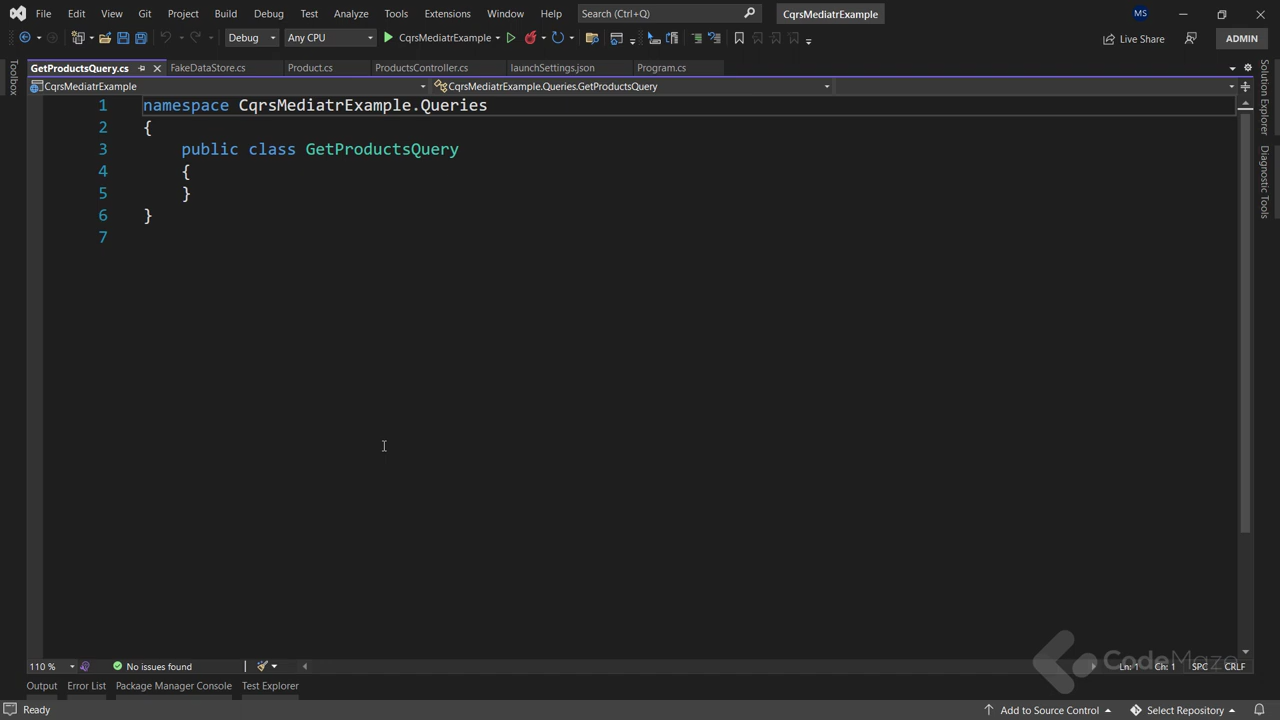 File Edit View Git Project Build Debug Test Analyze Tools Extensions Window Help Search (Ctrl+Q) CqrsMediatrExample MS
Debug Any CPU CqrsMediatrExample Live Share ADMIN
Toolbox
GetProductsQuery.cs FakeDataStore.cs Product.cs ProductsController.cs launchSettings.json Program.cs
CqrsMediatrExample CqrsMediatrExample.Queries.GetProductsQuery
1 namespace CqrsMediatrExample.Queries
2 {
3 public class GetProductsQuery
4 {
5 }
6 }
7
Solution Explorer
Diagnostic Tools
110 % No issues found Ln: 1 Ch: 1 SPC CRLF
CodeMaze
Output Error List Package Manager Console Test Explorer
Ready Add to Source Control Select Repository